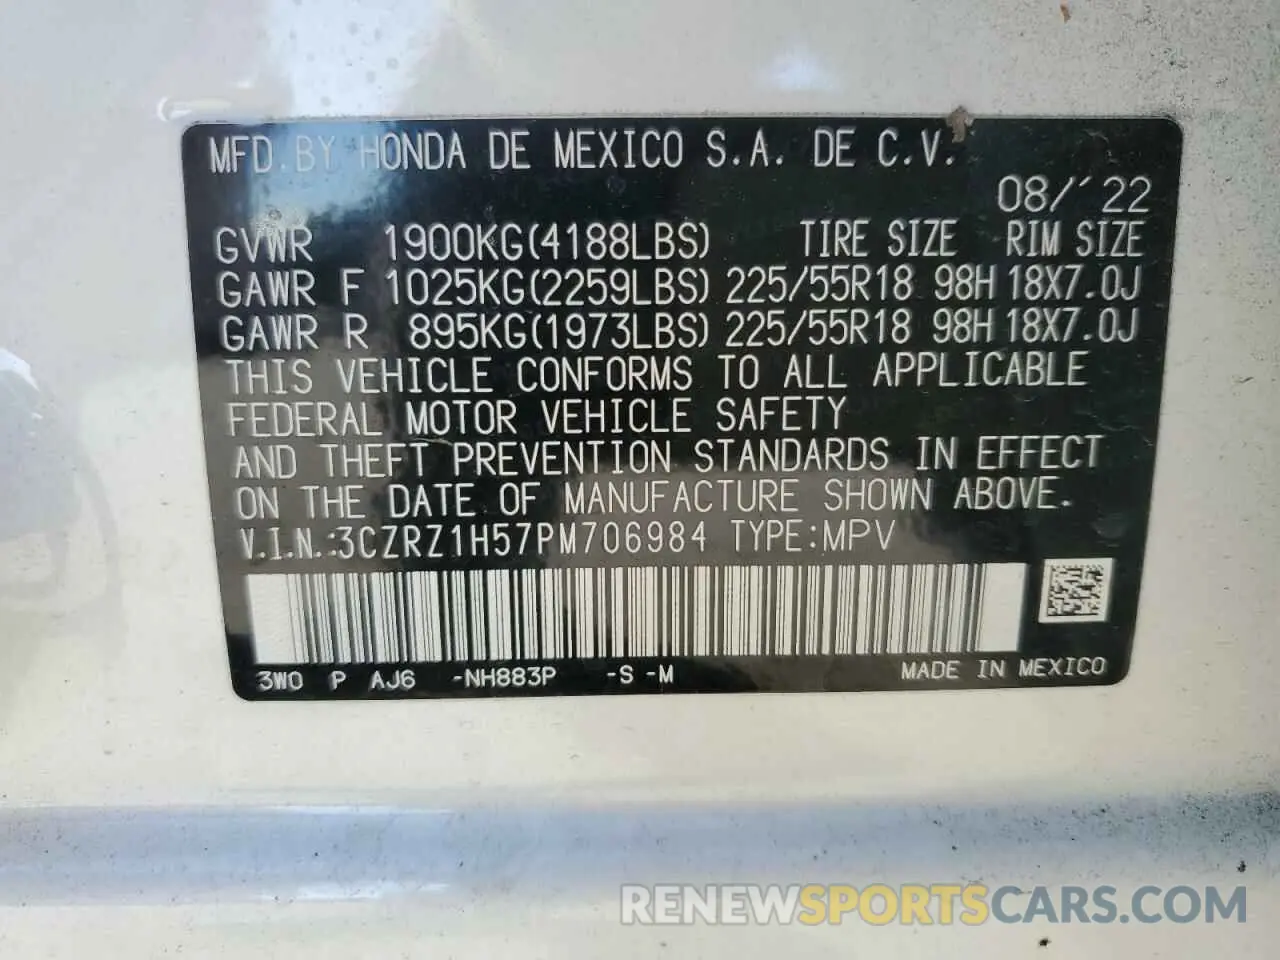 MFD.BY HONDA DE MEXICO S.A. DE C.V.
08/´22
GVWR 1900KG(4188LBS) TIRE SIZE RIM SIZE
GAWR F 1025KG(2259LBS) 225/55R18 98H 18X7.0J
GAWR R 895KG(1973LBS) 225/55R18 98H 18X7.0J
THIS VEHICLE CONFORMS TO ALL APPLICABLE
FEDERAL MOTOR VEHICLE SAFETY
AND THEFT PREVENTION STANDARDS IN EFFECT
ON THE DATE OF MANUFACTURE SHOWN ABOVE.
V.I.N.:3CZRZ1H57PM706984 TYPE:MPV
3W0 P AJ6 -NH883P -S -M MADE IN MEXICO
RENEWSPORTSCARS.COM